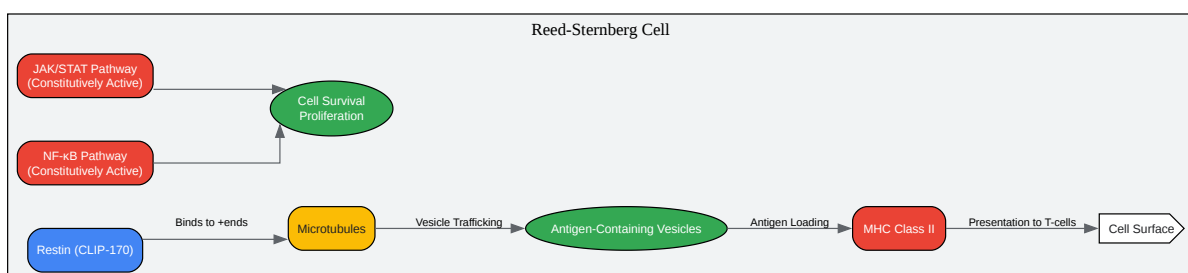 Reed-Sternberg Cell
JAK/STAT Pathway
(Constitutively Active)
Cell Survival
Proliferation
NF-κB Pathway
(Constitutively Active)
Restin (CLIP-170)
Binds to +ends
Microtubules
Vesicle Trafficking
Antigen-Containing Vesicles
Antigen Loading
MHC Class II
Presentation to T-cells
Cell Surface